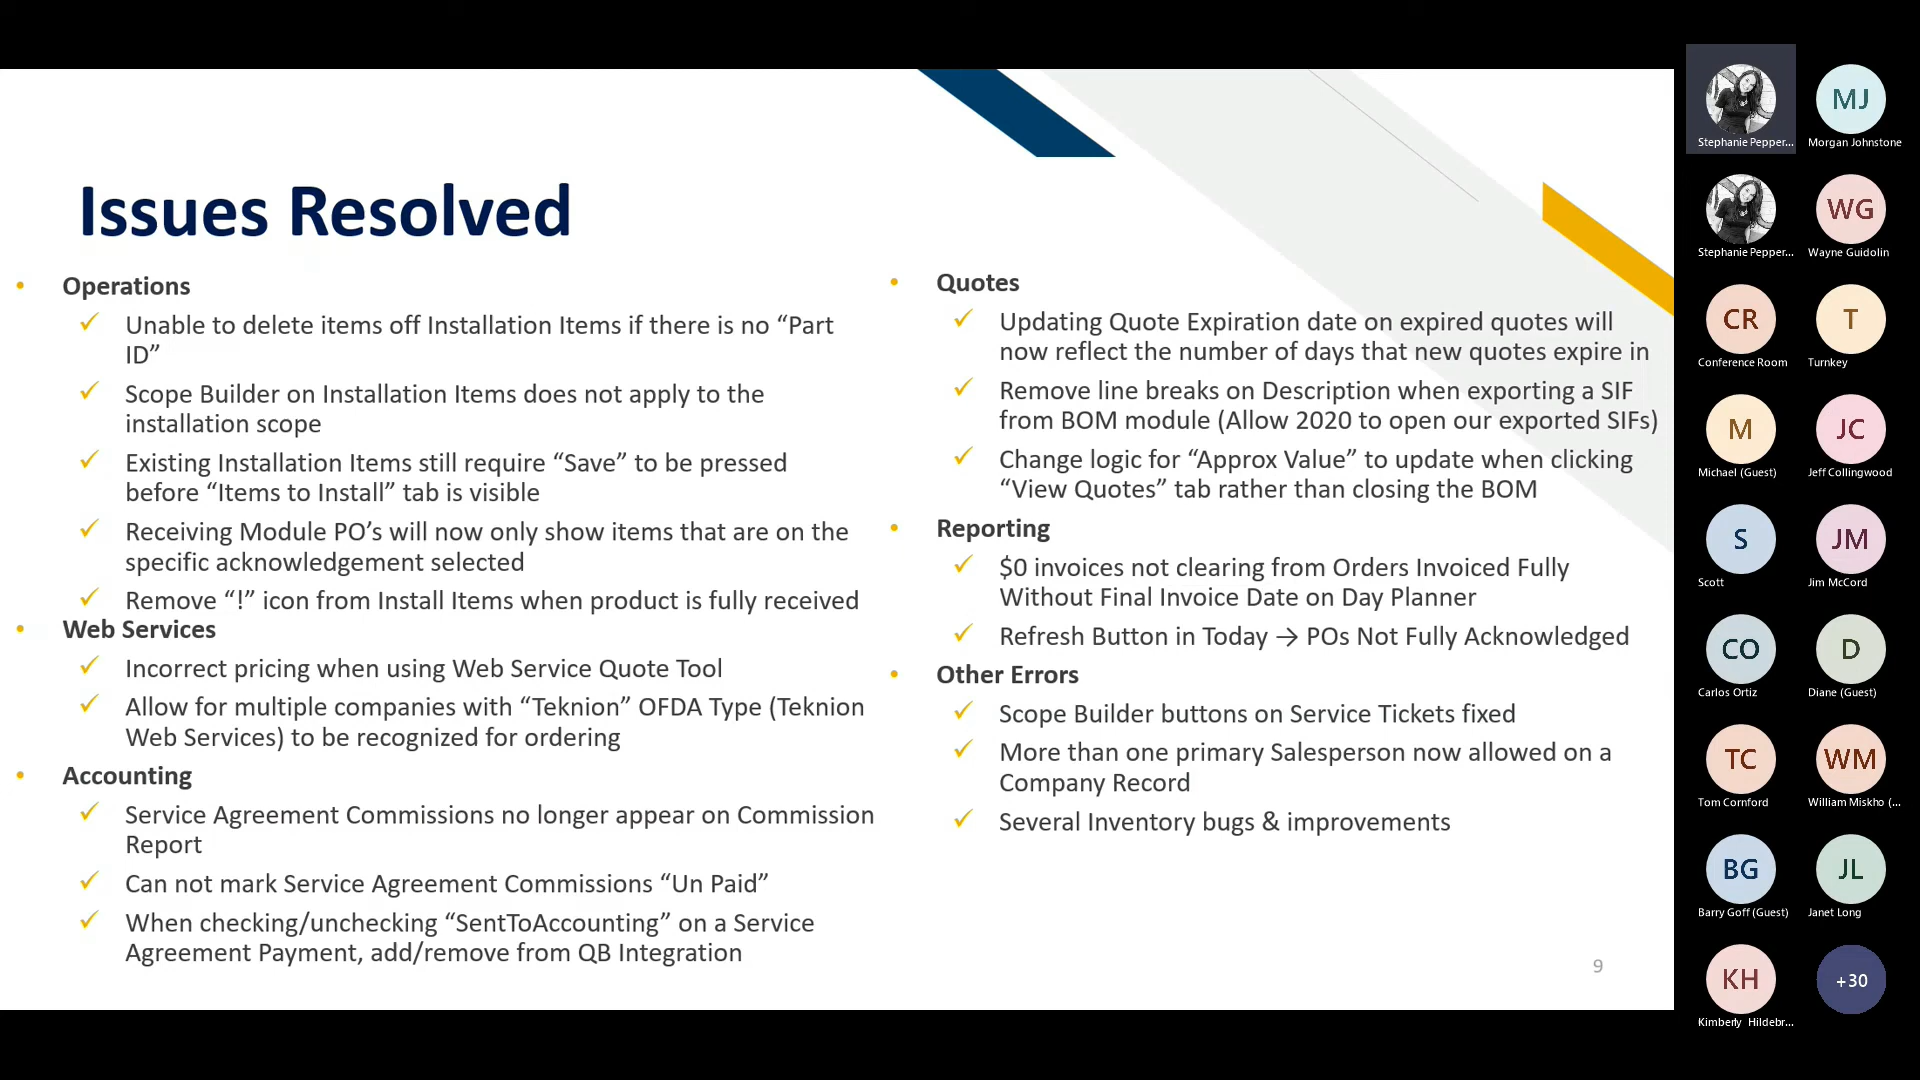 Issues Resolved
• Operations
✓ Unable to delete items off Installation Items if there is no “Part
ID”
✓ Scope Builder on Installation Items does not apply to the
installation scope
✓ Existing Installation Items still require “Save” to be pressed
before “Items to Install” tab is visible
✓ Receiving Module PO’s will now only show items that are on the
specific acknowledgement selected
✓ Remove “!” icon from Install Items when product is fully received
• Web Services
✓ Incorrect pricing when using Web Service Quote Tool
✓ Allow for multiple companies with “Teknion” OFDA Type (Teknion
Web Services) to be recognized for ordering
• Accounting
✓ Service Agreement Commissions no longer appear on Commission
Report
✓ Can not mark Service Agreement Commissions “Un Paid”
✓ When checking/unchecking “SentToAccounting” on a Service
Agreement Payment, add/remove from QB Integration
• Quotes
✓ Updating Quote Expiration date on expired quotes will
now reflect the number of days that new quotes expire in
✓ Remove line breaks on Description when exporting a SIF
from BOM module (Allow 2020 to open our exported SIFs)
✓ Change logic for “Approx Value” to update when clicking
“View Quotes” tab rather than closing the BOM
• Reporting
✓ $0 invoices not clearing from Orders Invoiced Fully
Without Final Invoice Date on Day Planner
✓ Refresh Button in Today → POs Not Fully Acknowledged
• Other Errors
✓ Scope Builder buttons on Service Tickets fixed
✓ More than one primary Salesperson now allowed on a
Company Record
✓ Several Inventory bugs & improvements
9
Stephanie Pepper...
MJ
Morgan Johnstone
Stephanie Pepper...
WG
Wayne Guidolin
CR
Conference Room
T
Turnkey
M
Michael (Guest)
JC
Jeff Collingwood
S
Scott
JM
Jim McCord
CO
Carlos Ortiz
D
Diane (Guest)
TC
Tom Cornford
WM
William Miskho (...
BG
Barry Goff (Guest)
JL
Janet Long
KH
Kimberly Hildebr...
+30